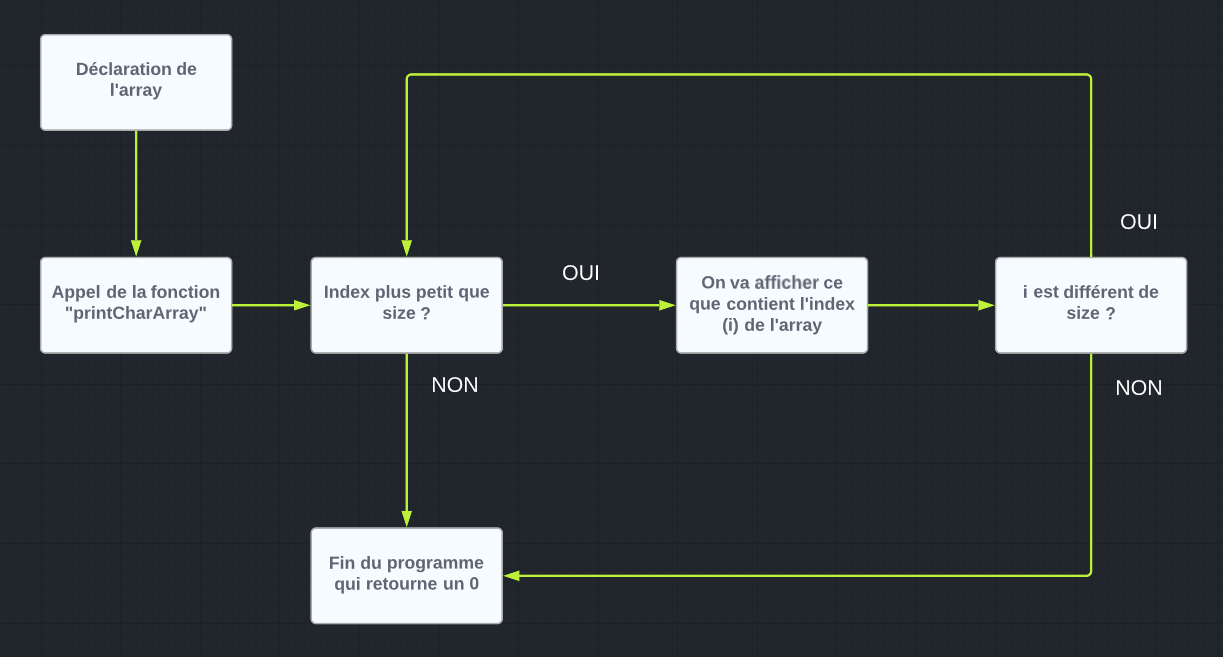 Déclaration de
l'array
OUI
Appel de la fonction
"printCharArray"
Index plus petit que
size ?
OUI
On va afficher ce
que contient l'index
(i) de l'array
i est différent de
size ?
NON
NON
Fin du programme
qui retourne un 0